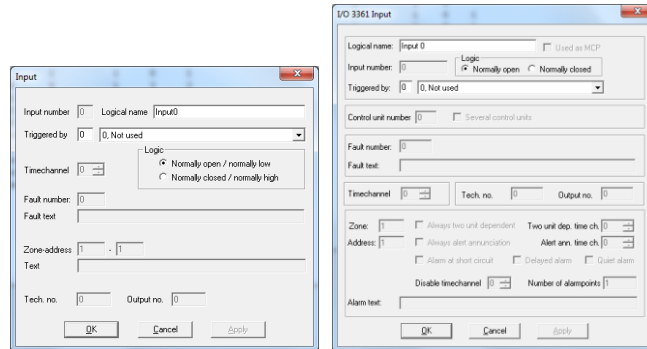 Input
Input number 0 Logical name Input0
Triggered by 0 0, Not used
Logic
Normally open / normally low
Timechannel 0
Normally closed / normally high
Fault number: 0
Fault text
Zone-address 1 - 1
Text
Tech. no. 0 Output no. 0
OK Cancel Apply
I/O 3361 Input
Logical name: Input 0 Used as MCP
Logic
Input number: 0 Normally open Normally closed
Triggered by: 0 0, Not used
Control unit number 0 Several control units
Fault number: 0
Fault text:
Timechannel 0 Tech. no. 0 Output no. 0
Zone: 1 Always two unit dependent Two unit dep. time ch. 0
Address: 1 Always alert annunciation Alert ann. time ch. 0
Alarm at short circuit Delayed alarm Quiet alarm
Disable timechannel 0 Number of alarmpoints 1
Alarm text:
OK Cancel Apply